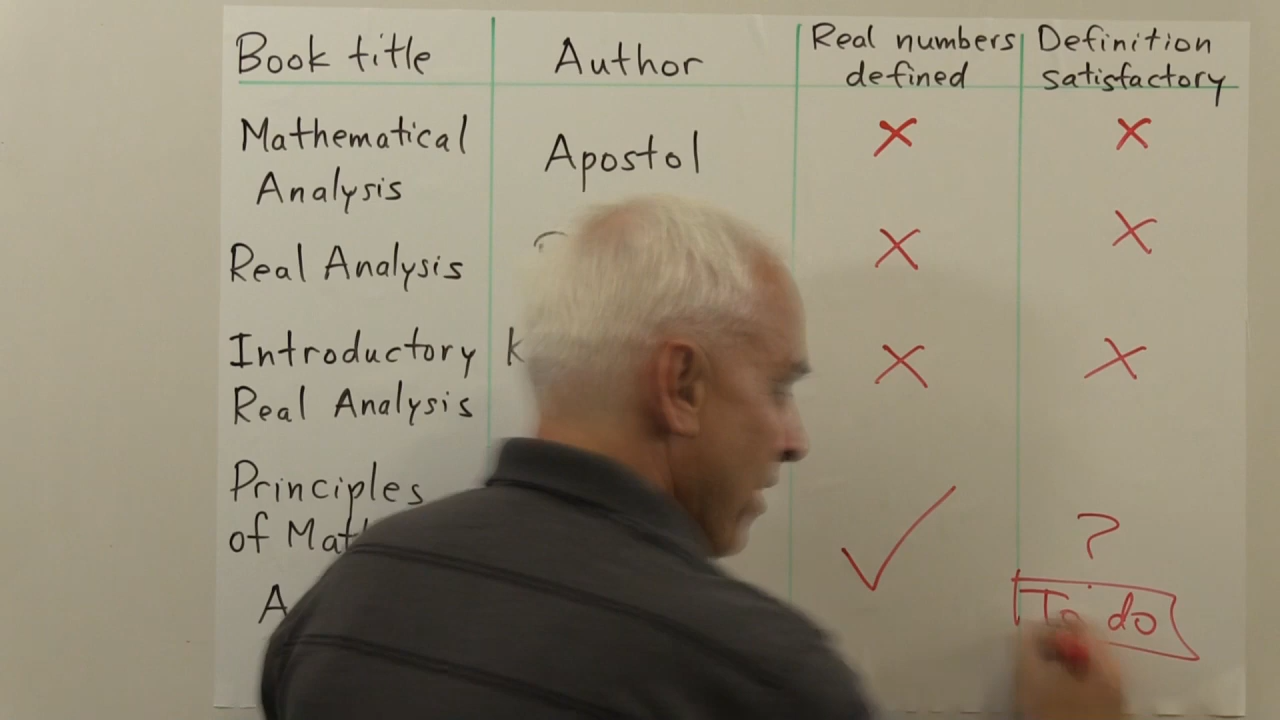 Book title
Author
Real numbers
defined
Definition
satisfactory
Mathematical
Analysis
Apostol
Real Analysis
Introductory
Real Analysis
Principles
of
?
To do